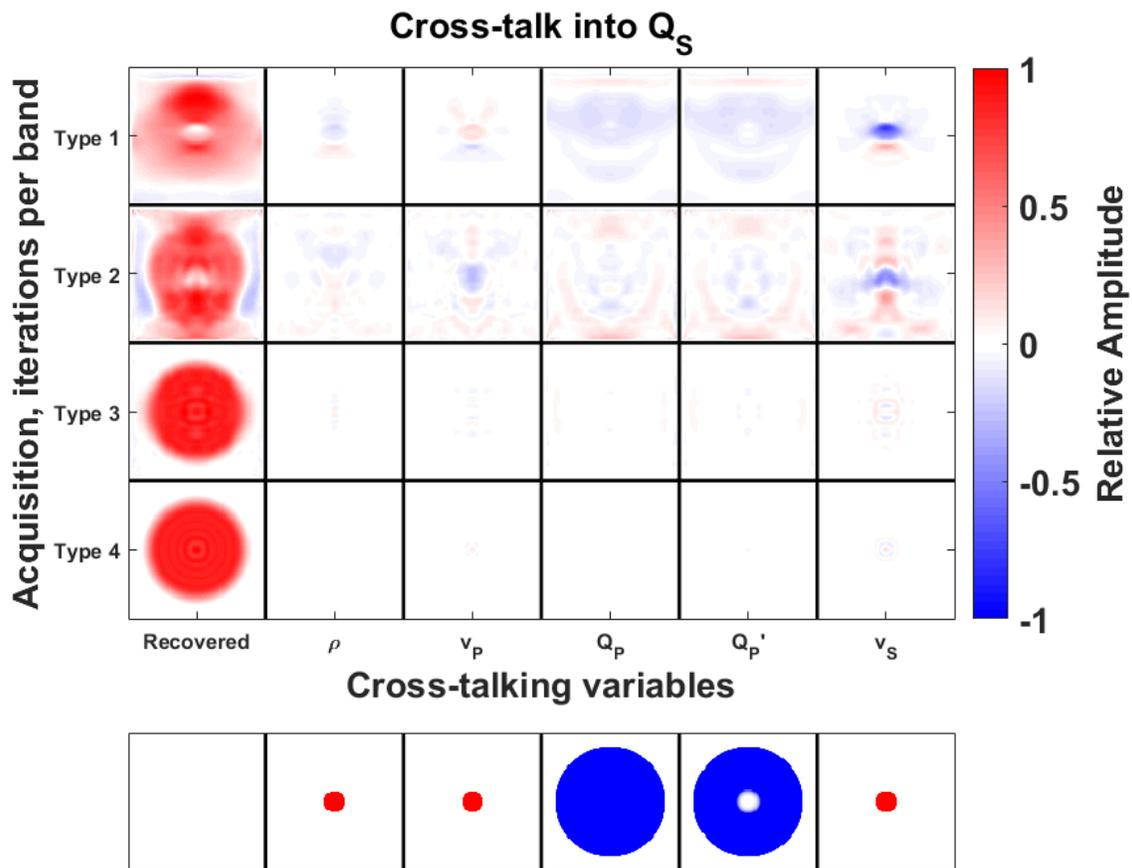 Cross-talk into Q_S
Acquisition, iterations per band
Type 1
Type 2
Type 3
Type 4
1
0.5
0
-0.5
-1
Relative Amplitude
Recovered ρ v_P Q_P Q_P' v_S
Cross-talking variables